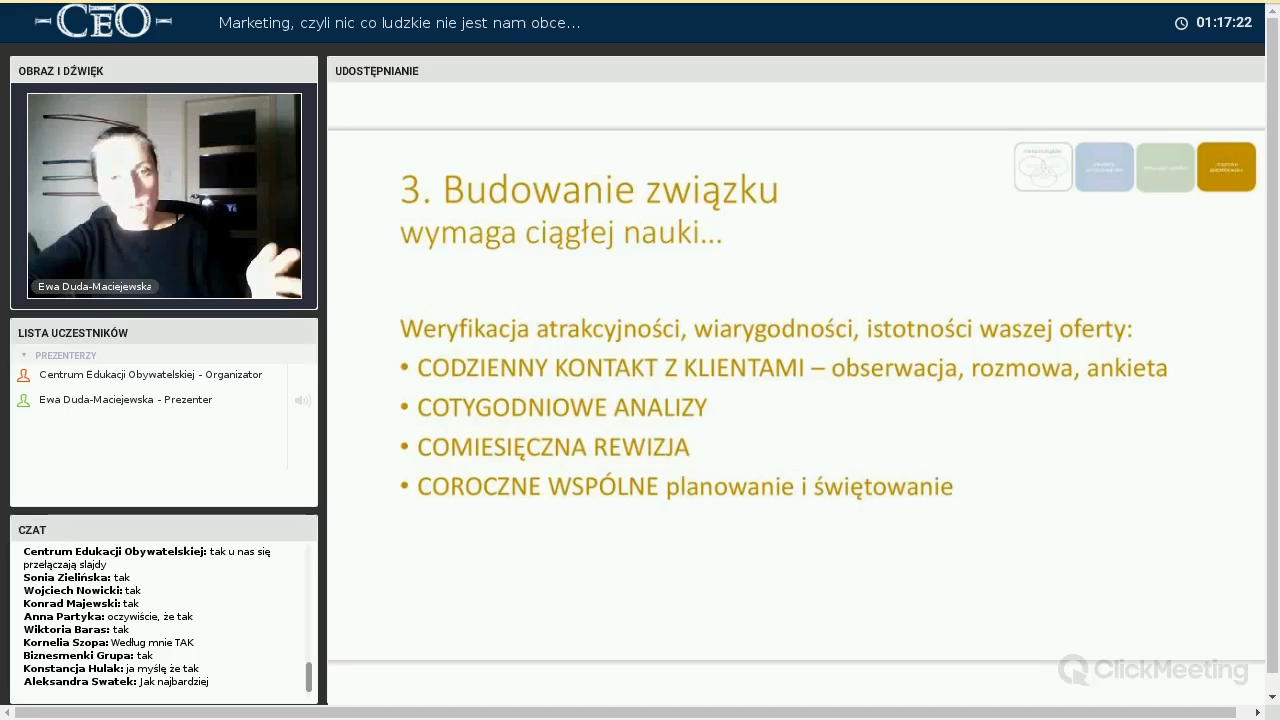 CEO
Marketing, czyli nic co ludzkie nie jest nam obce...
01:17:22
OBRAZ I DŹWIĘK
Ewa Duda-Maciejewska
LISTA UCZESTNIKÓW
PREZENTERZY
Centrum Edukacji Obywatelskiej - Organizator
Ewa Duda-Maciejewska - Prezenter
CZAT
Centrum Edukacji Obywatelskiej: tak u nas się
przełączają slajdy
Sonia Zielińska: tak
Wojciech Nowicki: tak
Konrad Majewski: tak
Anna Partyka: oczywiście, że tak
Wiktoria Baras: tak
Kornelia Szopa: Według mnie TAK
Biznesmenki Grupa: tak
Konstancja Hulak: ja myślę że tak
Aleksandra Swatek: Jak najbardziej
UDOSTĘPNIANIE
3. Budowanie związku
wymaga ciągłej nauki...
Weryfikacja atrakcyjności, wiarygodności, istotności waszej oferty:
• CODZIENNY KONTAKT Z KLIENTAMI – obserwacja, rozmowa, ankieta
• COTYGODNIOWE ANALIZY
• COMIESIĘCZNA REWIZJA
• COROCZNE WSPÓLNE planowanie i świętowanie
ClickMeeting